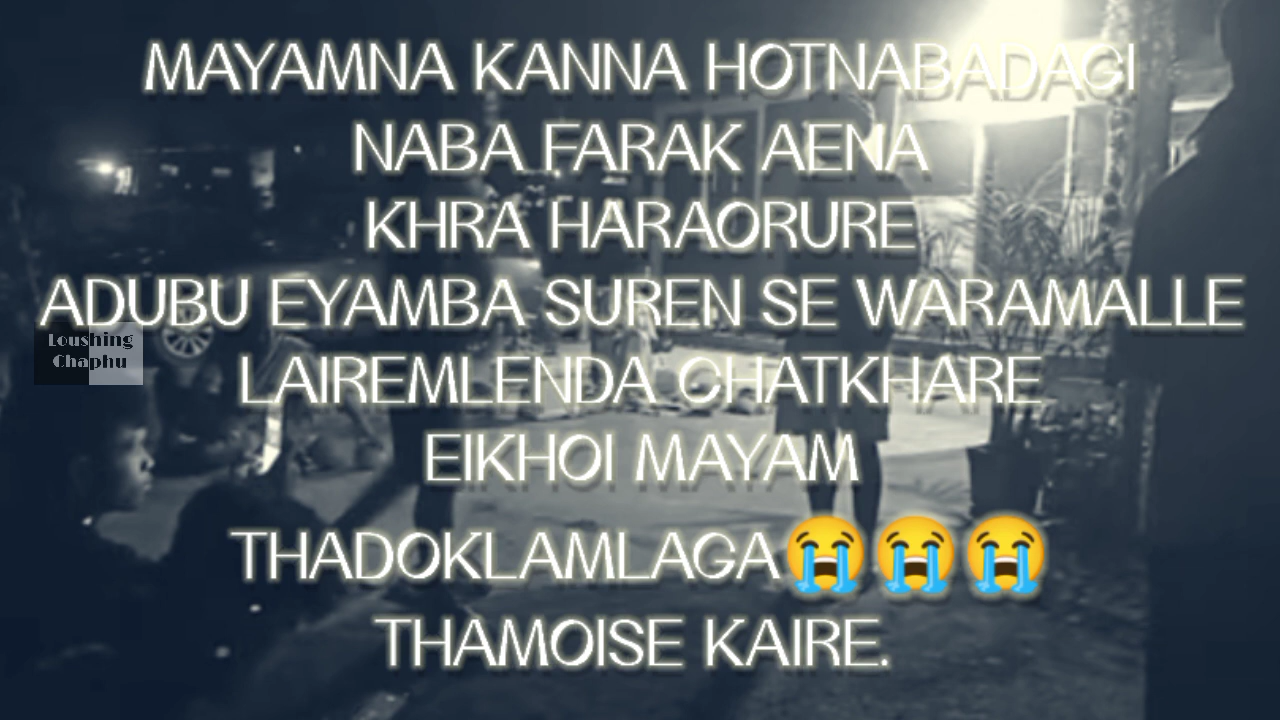 MAYAMNA KANNA HOTNABADAGI
NABA FARAK AENA
KHRA HARAORURE
ADUBU EYAMBA SUREN SE WARAMALLE
Loushing
Chaphu
LAIREMLENDA CHATKHARE
EIKHOI MAYAM
THADOKLAMLAGA😭😭😭
THAMOISE KAIRE.